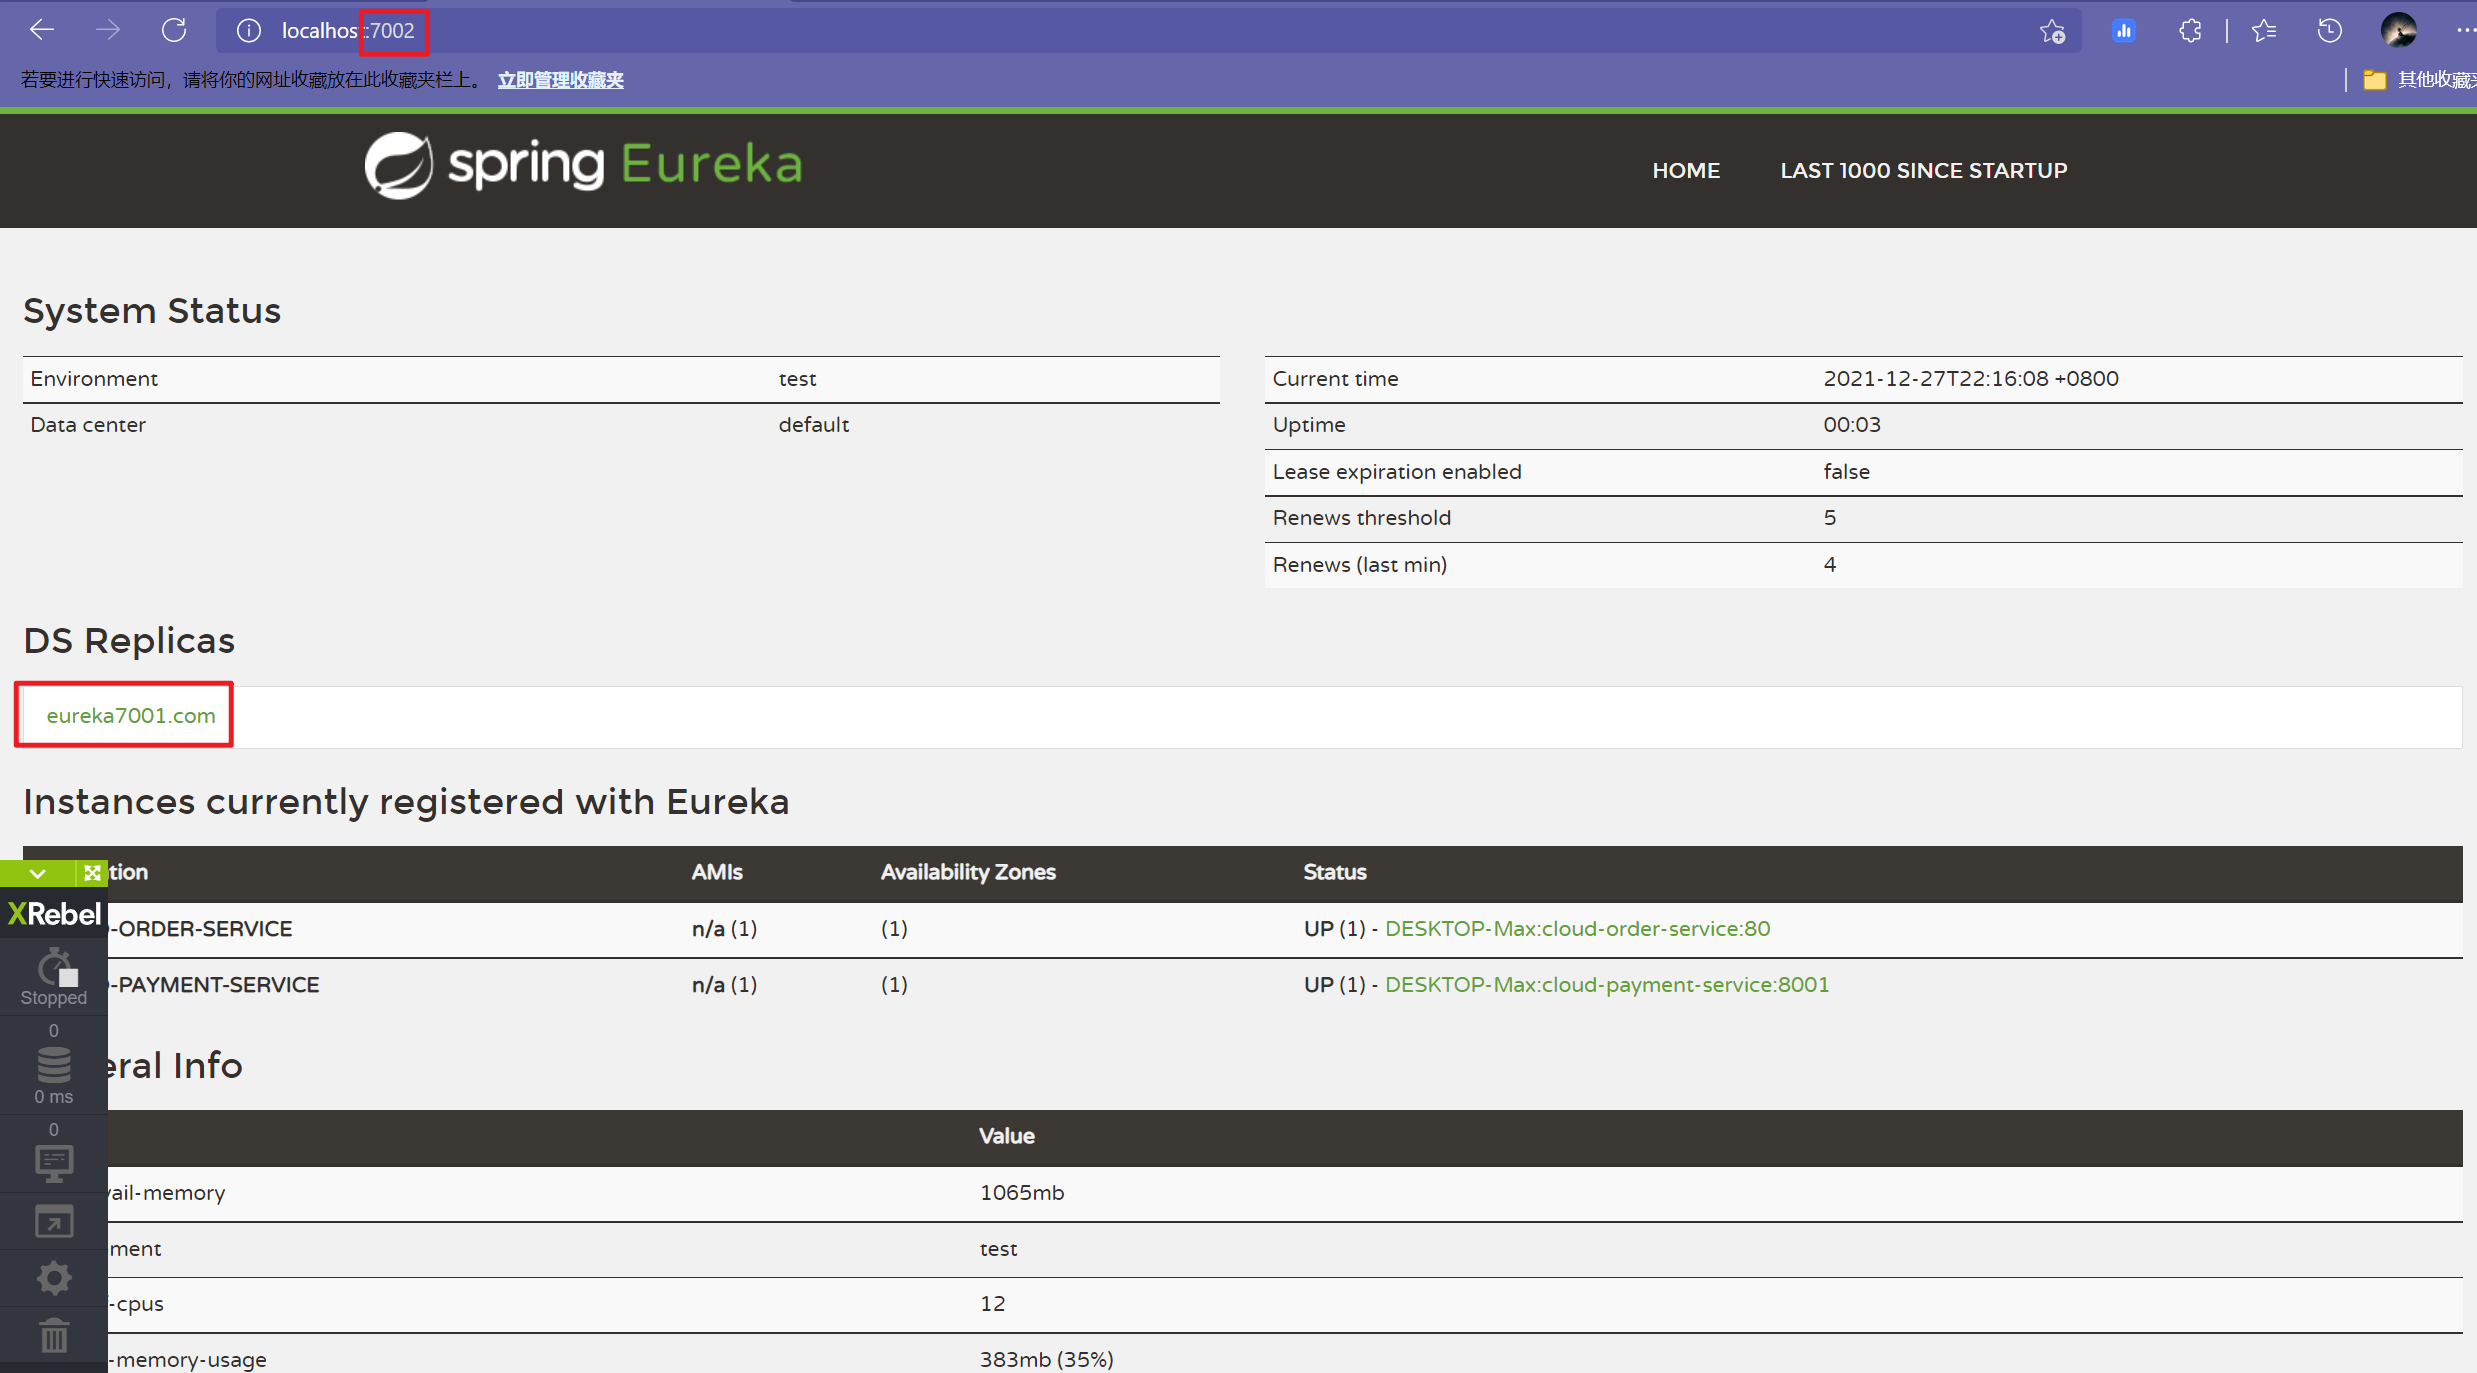 localhost:7002
若要进行快速访问，请将你的网址收藏放在此收藏夹栏上。 立即管理收藏夹
其他收藏夹
spring Eureka
HOME LAST 1000 SINCE STARTUP
System Status
Environment test
Data center default
Current time 2021-12-27T22:16:08 +0800
Uptime 00:03
Lease expiration enabled false
Renews threshold 5
Renews (last min) 4
DS Replicas
eureka7001.com
Instances currently registered with Eureka
tion AMIs Availability Zones Status
-ORDER-SERVICE n/a (1) (1) UP (1) - DESKTOP-Max:cloud-order-service:80
-PAYMENT-SERVICE n/a (1) (1) UP (1) - DESKTOP-Max:cloud-payment-service:8001
eral Info
Value
vail-memory 1065mb
ment test
-cpus 12
-memory-usage 383mb (35%)
XRebel
Stopped
0
0 ms
0